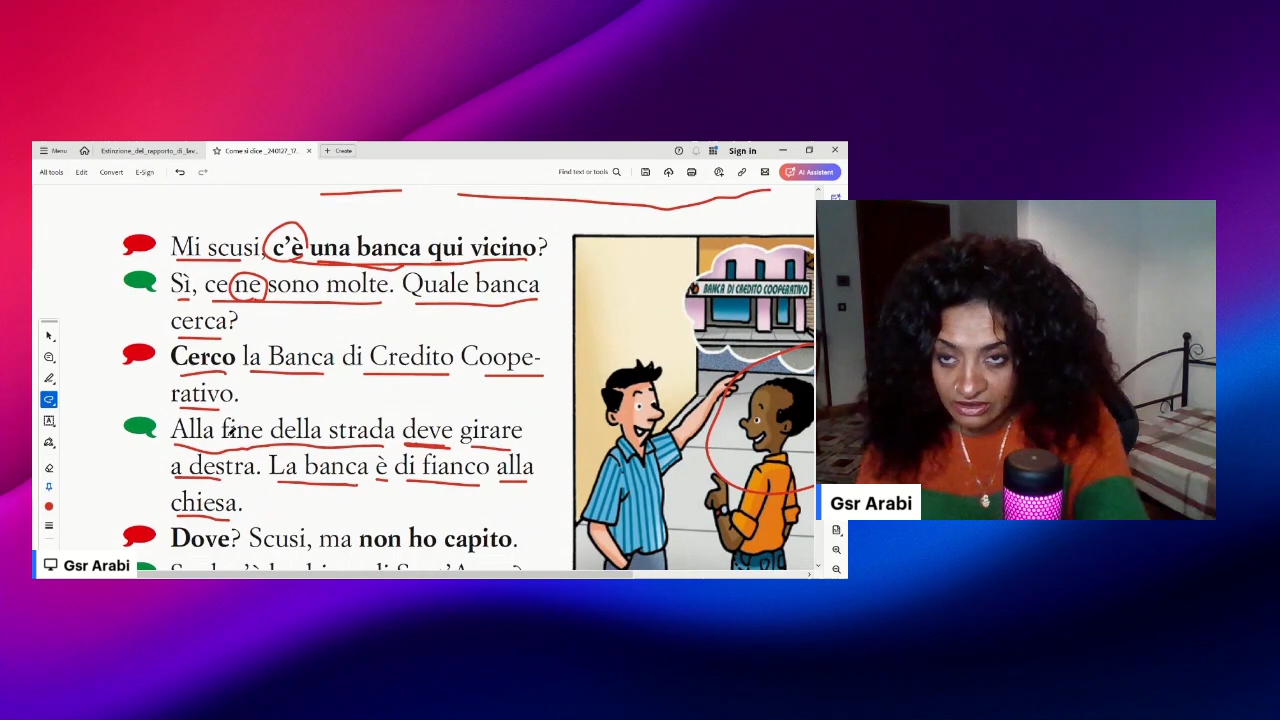 Menu
Estinzione_del_rapporto_di_lav...
Come si dice _240127_17...
Create
Sign in
All tools
Edit
Convert
E-Sign
Find text or tools
AI Assistant
Mi scusi, c'è una banca qui vicino?
Sì, ce ne sono molte. Quale banca
cerca?
Cerco la Banca di Credito Coope-
rativo.
Alla fine della strada deve girare
a destra. La banca è di fianco alla
chiesa.
Dove? Scusi, ma non ho capito.
BANCA DI CREDITO COOPERATIVO
Gsr Arabi
Gsr Arabi